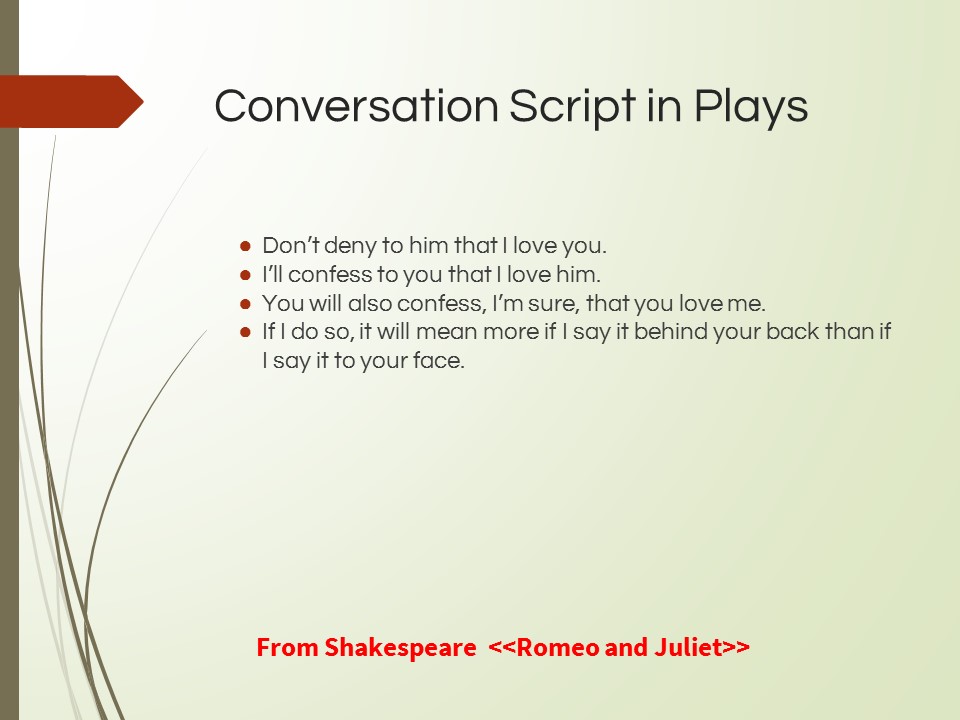 Conversation Script in Plays
● Don't deny to him that I love you.
● I'll confess to you that I love him.
● You will also confess, I'm sure, that you love me.
● If I do so, it will mean more if I say it behind your back than if
I say it to your face.
From Shakespeare <<Romeo and Juliet>>